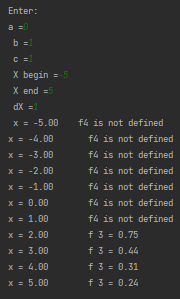 Enter:
a =0
b =1
c =1
X begin =-5
X end =5
dX =1
x = -5.00 f4 is not defined
x = -4.00 f4 is not defined
x = -3.00 f4 is not defined
x = -2.00 f4 is not defined
x = -1.00 f4 is not defined
x = 0.00 f4 is not defined
x = 1.00 f4 is not defined
x = 2.00 f 3 = 0.75
x = 3.00 f 3 = 0.44
x = 4.00 f 3 = 0.31
x = 5.00 f 3 = 0.24